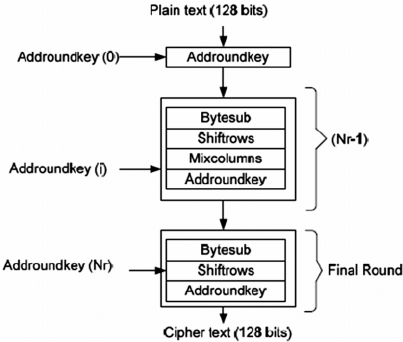 Plain text (128 bits)
Addroundkey (0)
Addroundkey
Bytesub
Shiftrows
Mixcolumns
Addroundkey
Addroundkey (i)
(Nr-1)
Bytesub
Shiftrows
Addroundkey
Addroundkey (Nr)
Final Round
Cipher text (128 bits)